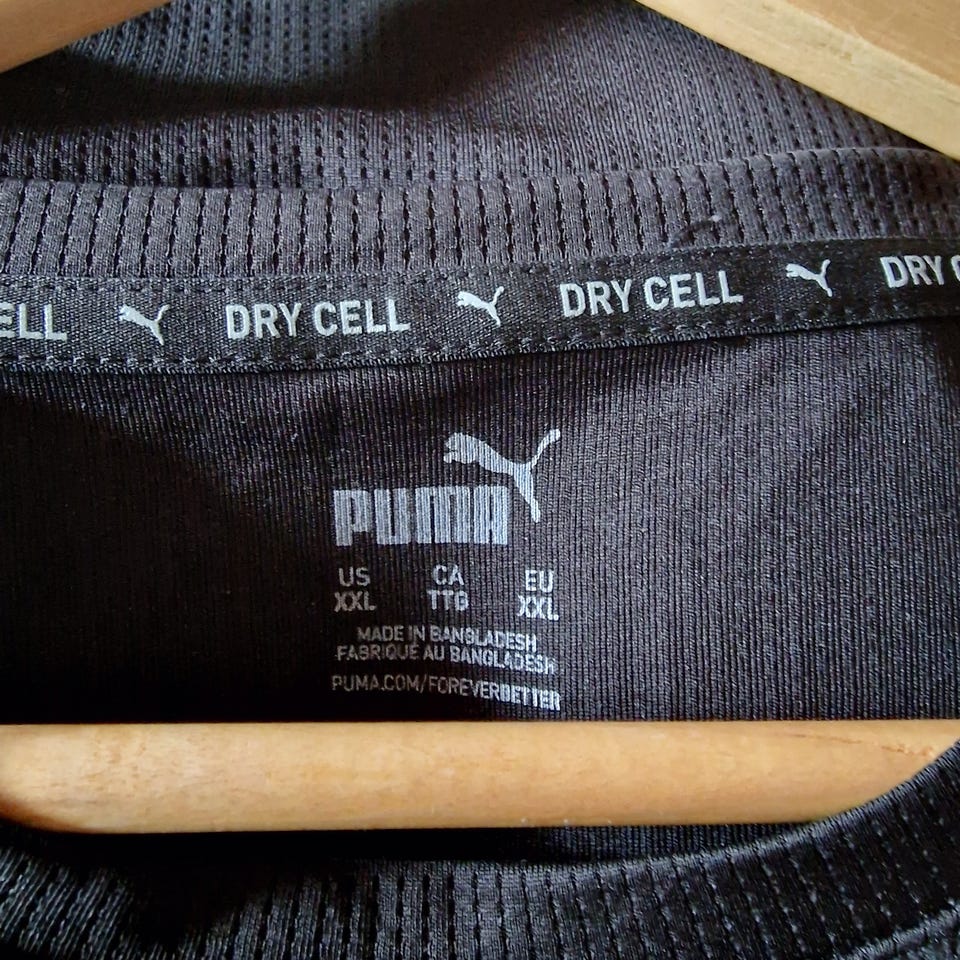 ELL DRY CELL DRY CELL DRY C
PUMA
US CA EU
XXL TTG XXL
MADE IN BANGLADESH
FABRIQUÉ AU BANGLADESH
PUMA.COM/FOREVERBETTER